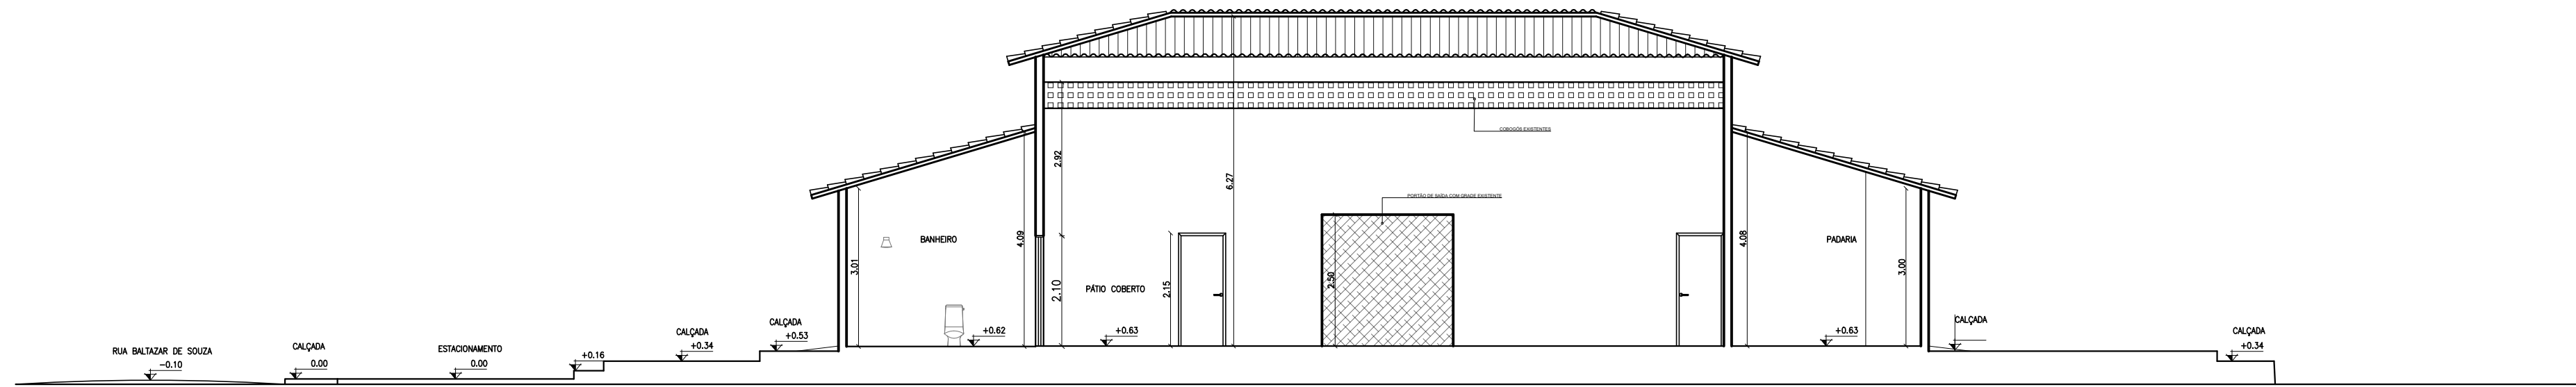 COBOGÓS EXISTENTES
2.92
6.27
PORTÃO DE SAÍDA COM GRADE EXISTENTE
BANHEIRO
4.09
4.08
PADARIA
3.01
2.50
3.00
2.10
PÁTIO COBERTO
2.15
CALÇADA
+0.53
CALÇADA
+0.34
+0.62
+0.63
+0.63
CALÇADA
CALÇADA
+0.34
RUA BALTAZAR DE SOUZA
-0.10
CALÇADA
0.00
ESTACIONAMENTO
0.00
+0.16